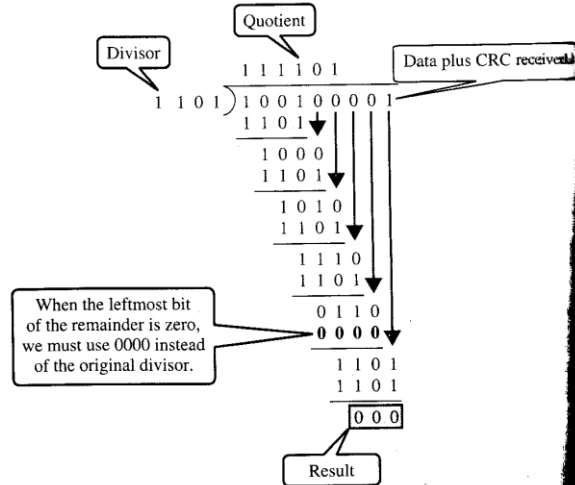 Quotient
Divisor
1 1 1 1 0 1
Data plus CRC received
1 1 0 1 ) 1 0 0 1 0 0 0 0 1
1 1 0 1
1 0 0 0
1 1 0 1
1 0 1 0
1 1 0 1
1 1 1 0
1 1 0 1
0 1 1 0
0 0 0 0
When the leftmost bit
of the remainder is zero,
we must use 0000 instead
of the original divisor.
1 1 0 1
1 1 0 1
0 0 0
Result